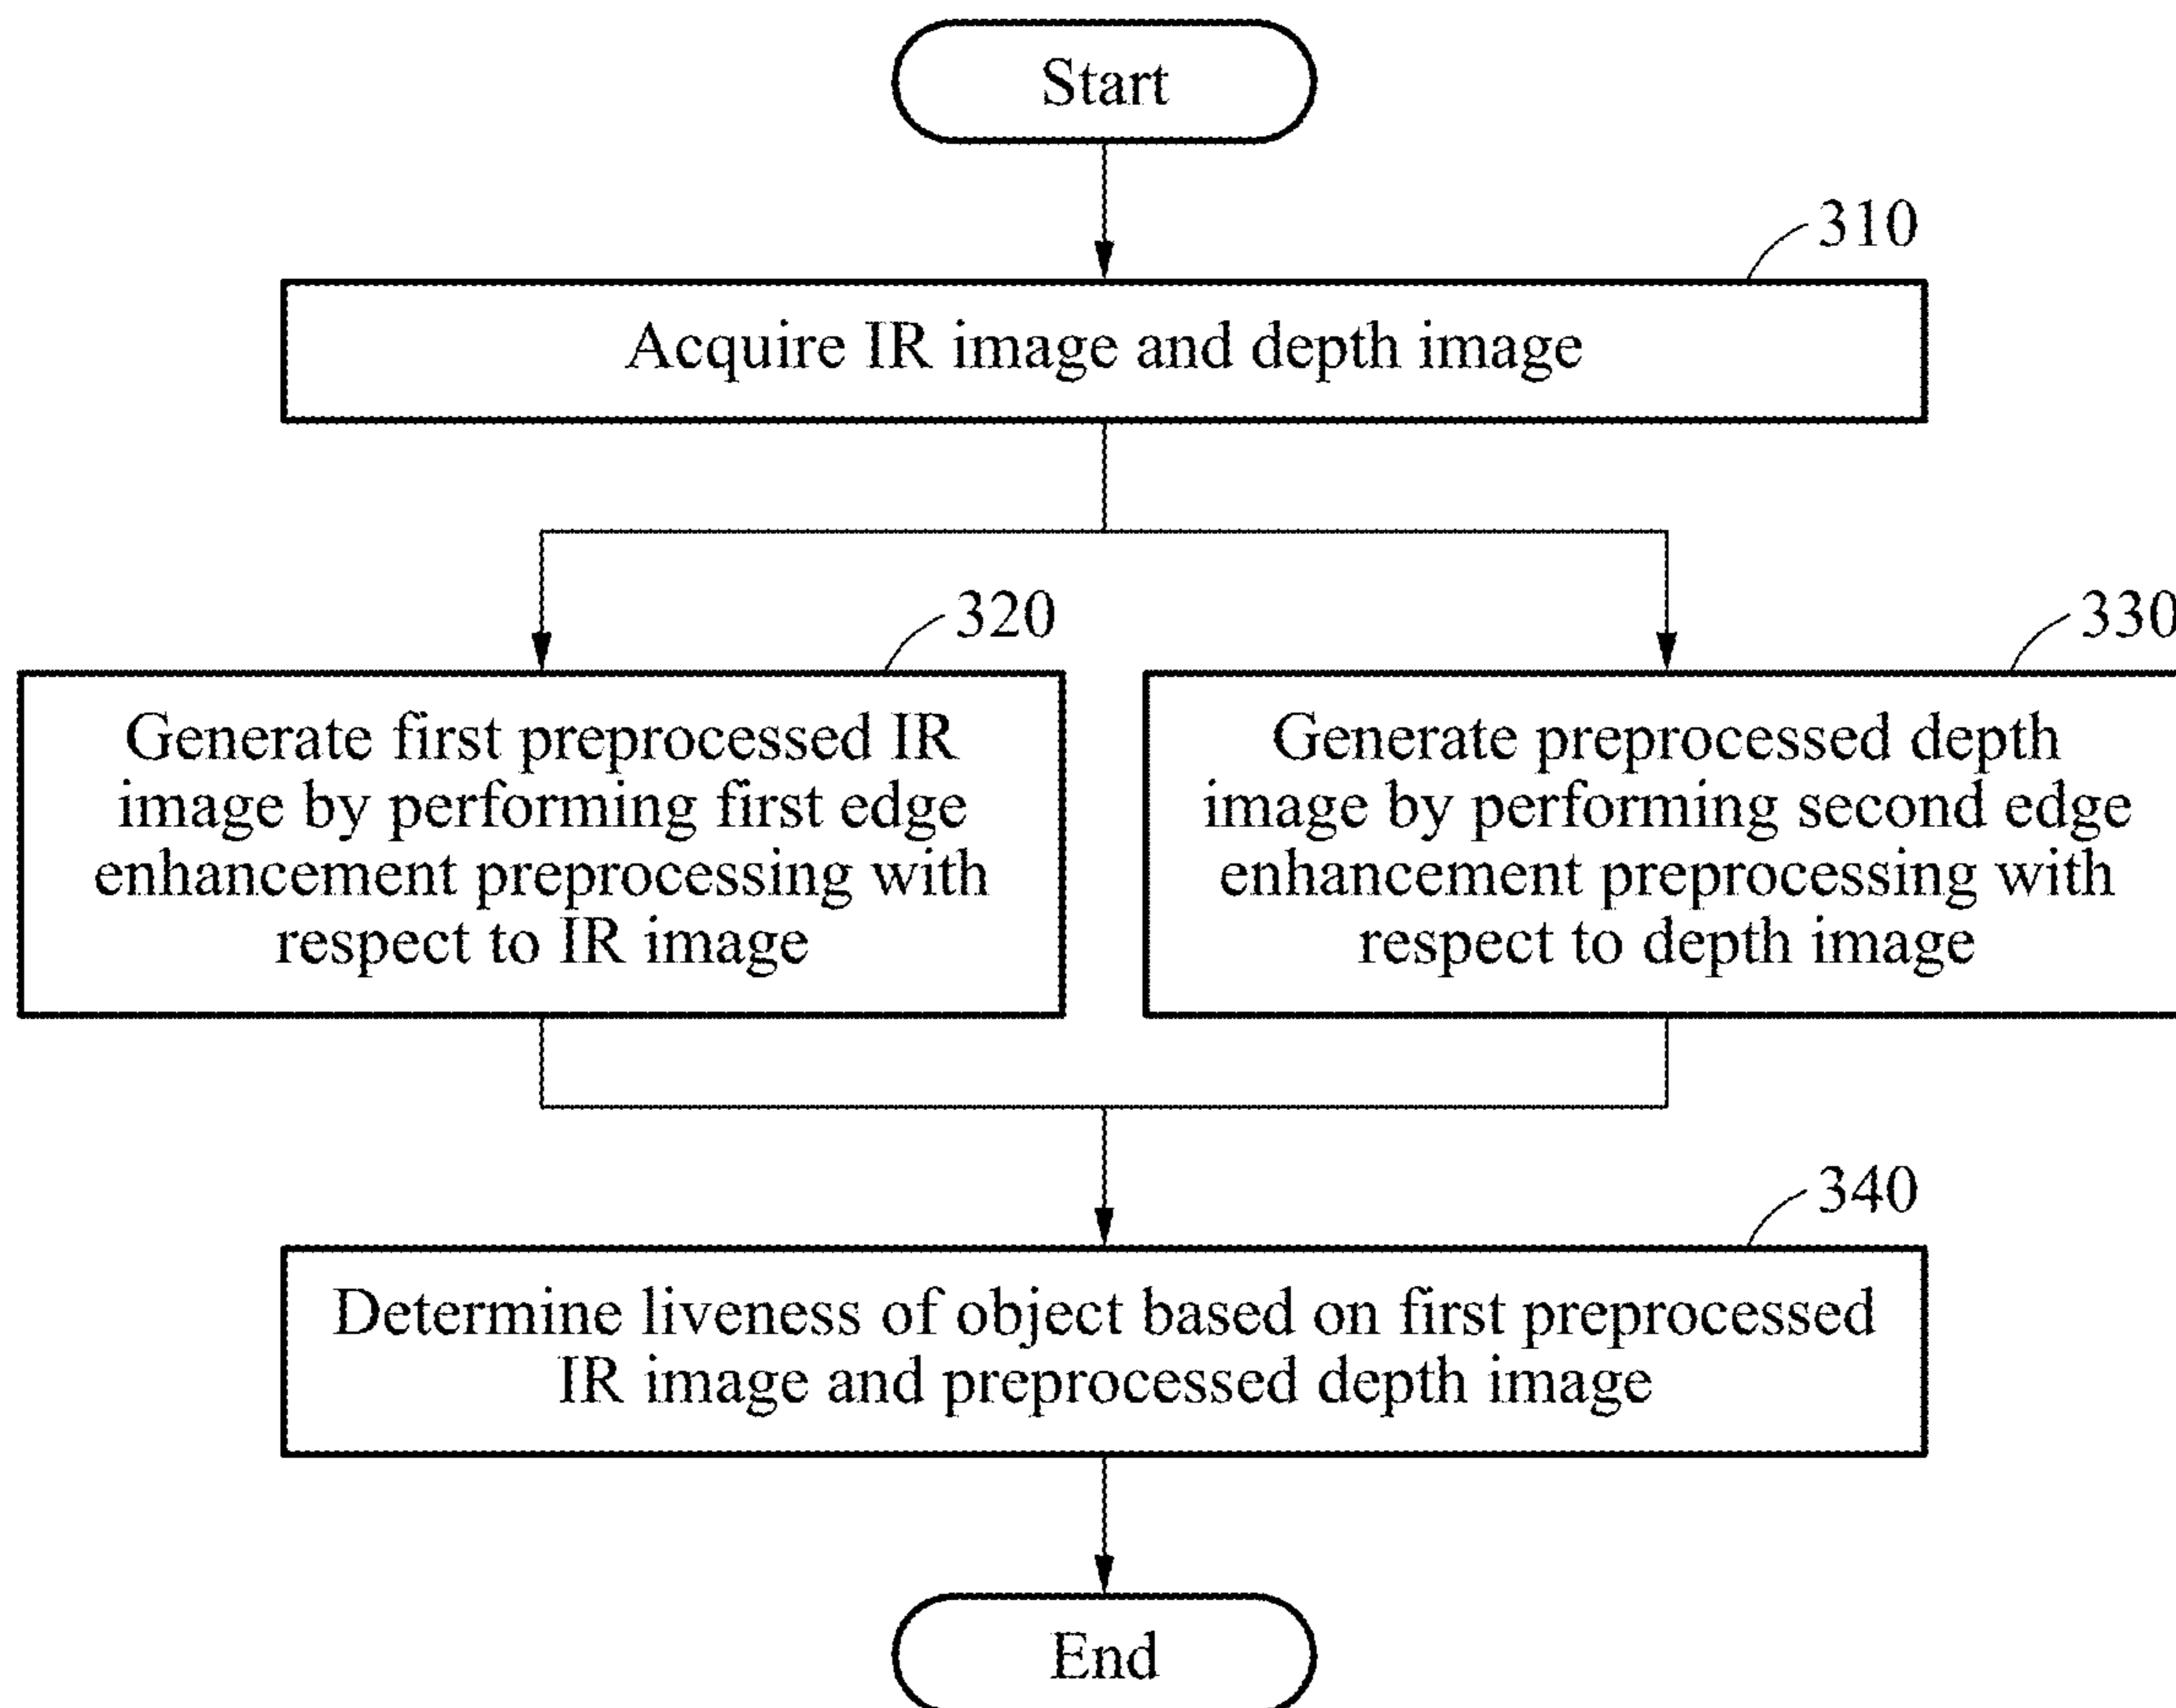 Start
310
Acquire IR image and depth image
320
Generate first preprocessed IR
image by performing first edge
enhancement preprocessing with
respect to IR image
330
Generate preprocessed depth
image by performing second edge
enhancement preprocessing with
respect to depth image
340
Determine liveness of object based on first preprocessed
IR image and preprocessed depth image
End